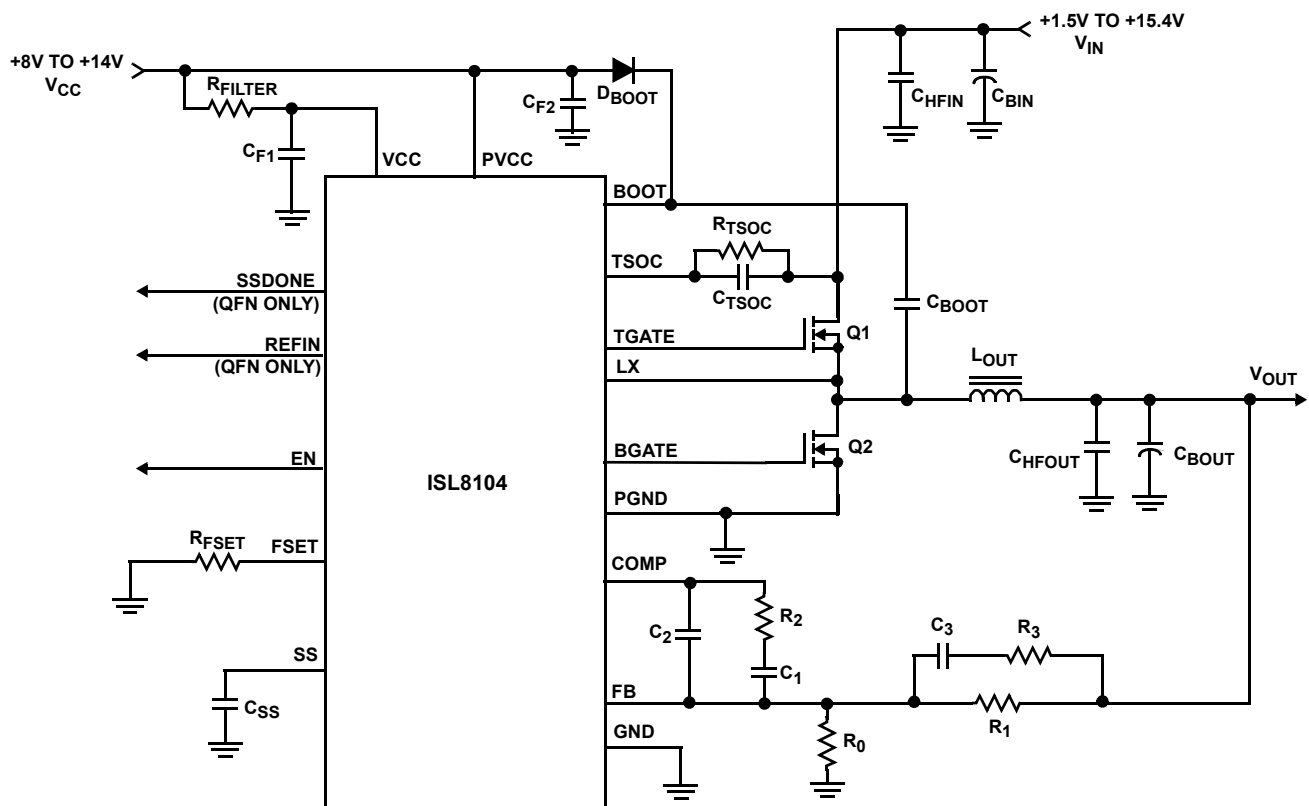 +1.5V TO +15.4V
VIN
+8V TO +14V
VCC
RFILTER
CF1
CF2
DBOOT
CHFIN
CBIN
VCC
PVCC
BOOT
RTSOC
TSOC
CTSOC
CBOOT
SSDONE
(QFN ONLY)
REFIN
(QFN ONLY)
TGATE
Q1
LX
LOUT
VOUT
EN
BGATE
Q2
CHFOUT
CBOUT
ISL8104
PGND
RFSET
FSET
COMP
C2
R2
C1
C3
R3
SS
CSS
FB
R1
GND
R0